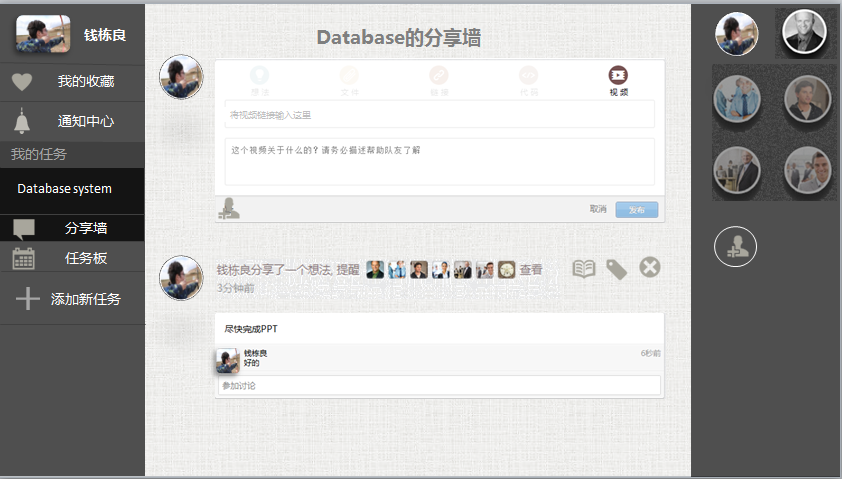 钱栋良
我的收藏
通知中心
我的任务
Database system
分享墙
任务板
添加新任务
Database的分享墙
想法 文件 链接 代码 视频
将视频链接输入这里
这个视频关于什么的？请务必描述帮助队友了解
取消 发布
钱栋良分享了一个想法, 提醒 查看
3分钟前
尽快完成PPT
钱栋良 6秒前
好的
参加讨论